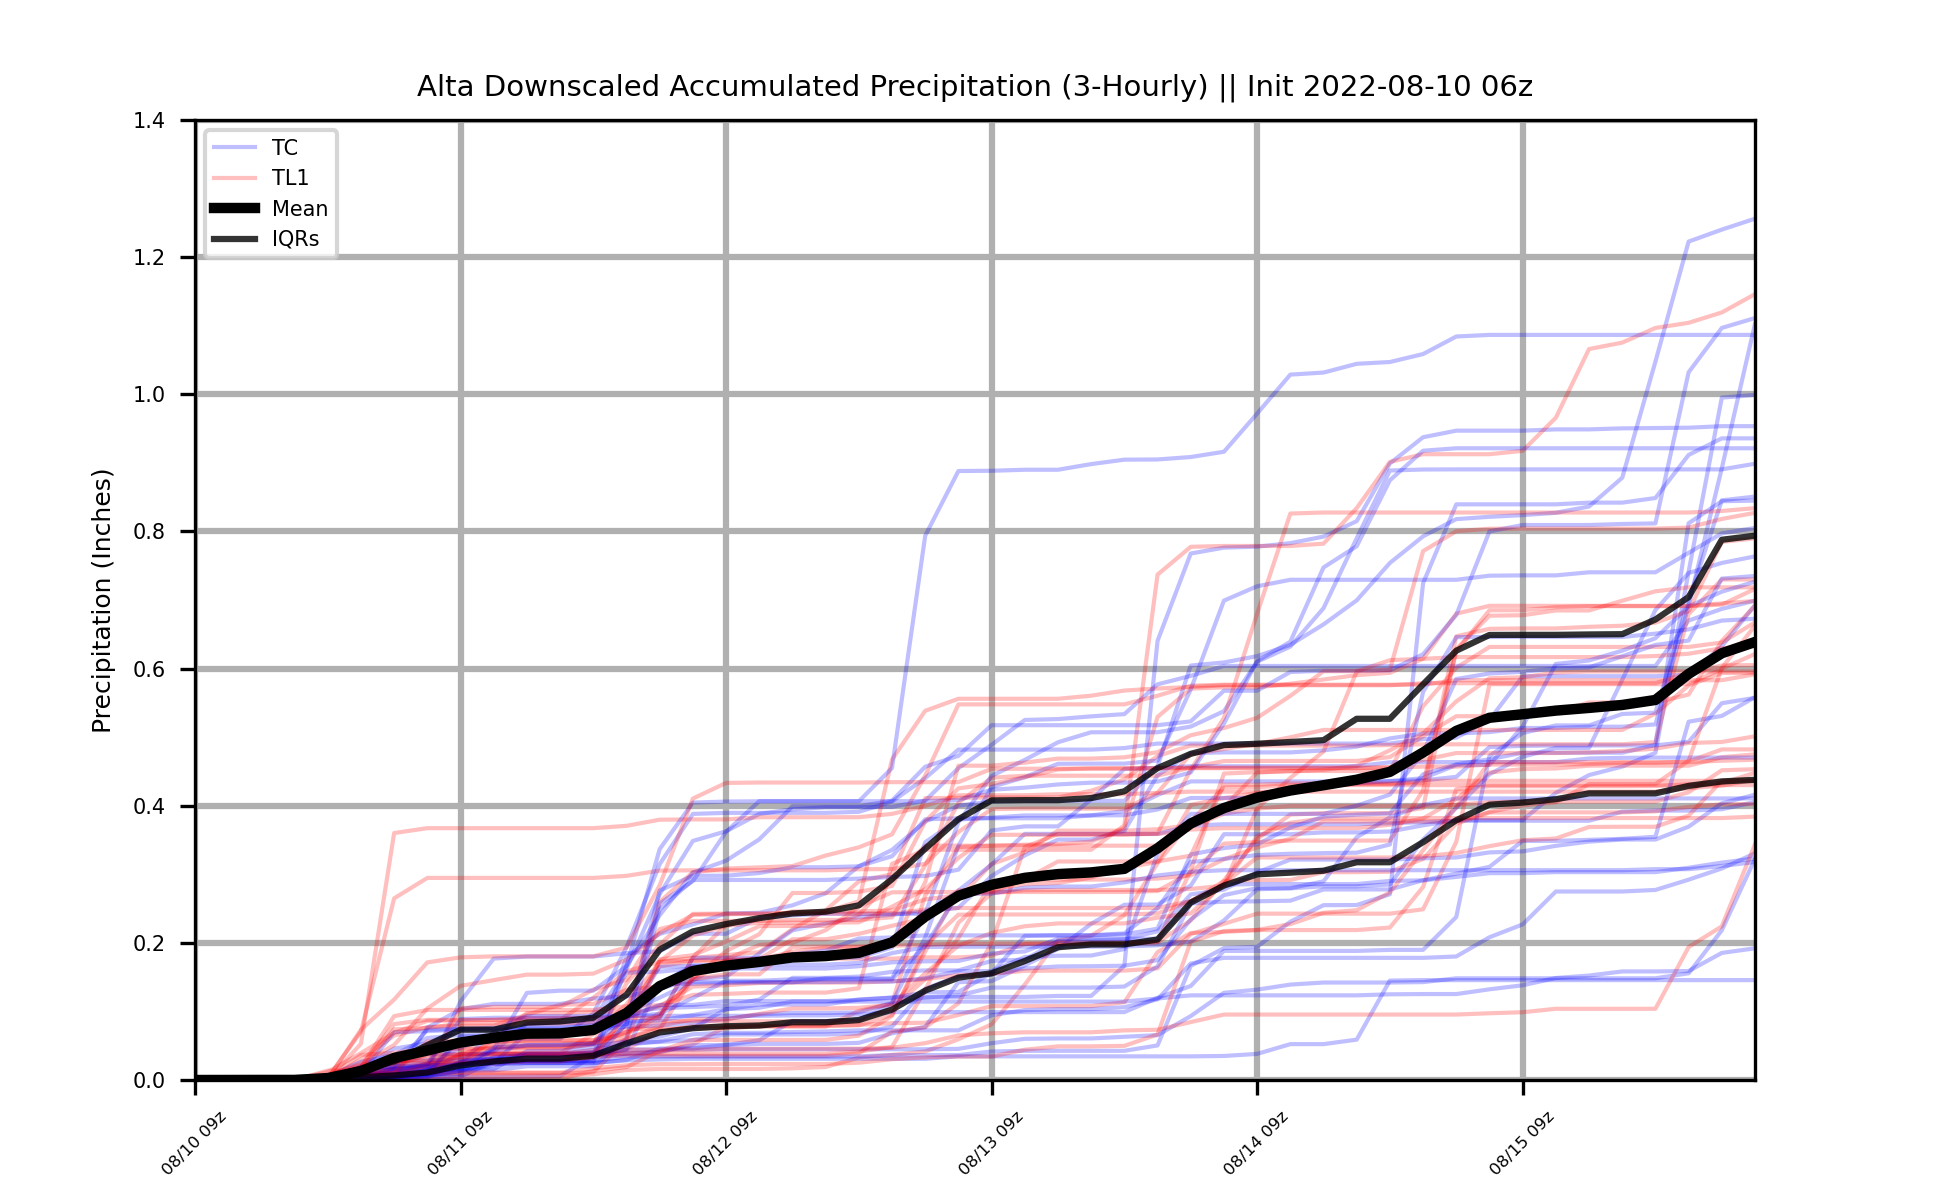 Alta Downscaled Accumulated Precipitation (3-Hourly) || Init 2022-08-10 06z
1.4
1.2
1.0
0.8
0.6
0.4
0.2
0.0
Precipitation (Inches)
TC
TL1
Mean
IQRs
08/10 09z
08/11 09z
08/12 09z
08/13 09z
08/14 09z
08/15 09z